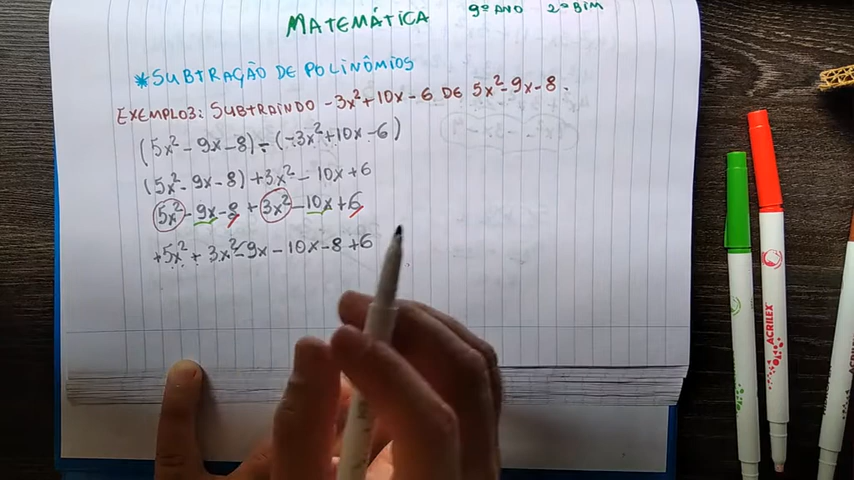 MATEMÁTICA 9º ANO 2º BIM
*SUBTRAÇÃO DE POLINÔMIOS
EXEMPLO3: SUBTRAINDO -3x²+10x-6 DE 5x²-9x-8.
(5x²-9x-8)-(-3x²+10x-6)
(5x²-9x-8)+3x²-10x+6
5x²-9x-8+3x²-10x+6
+5x²+3x²-9x-10x-8+6
ACRILEX